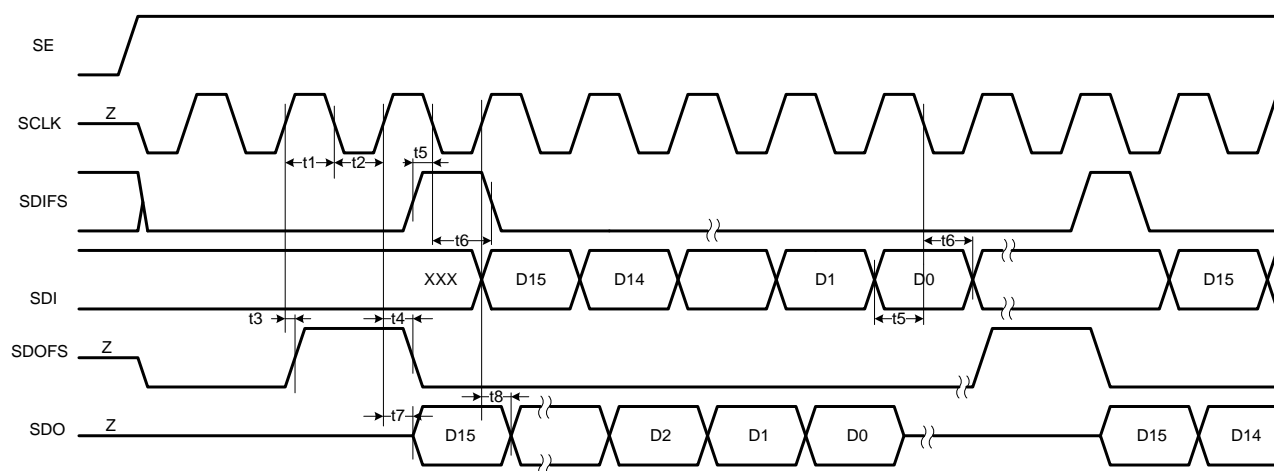 SE
SCLK Z
t1 t2 t5
SDIFS
t6 t6
SDI XXX D15 D14 D1 D0 D15
t3 t4 t5
SDOFS Z
t8
t7
SDO Z D15 D2 D1 D0 D15 D14